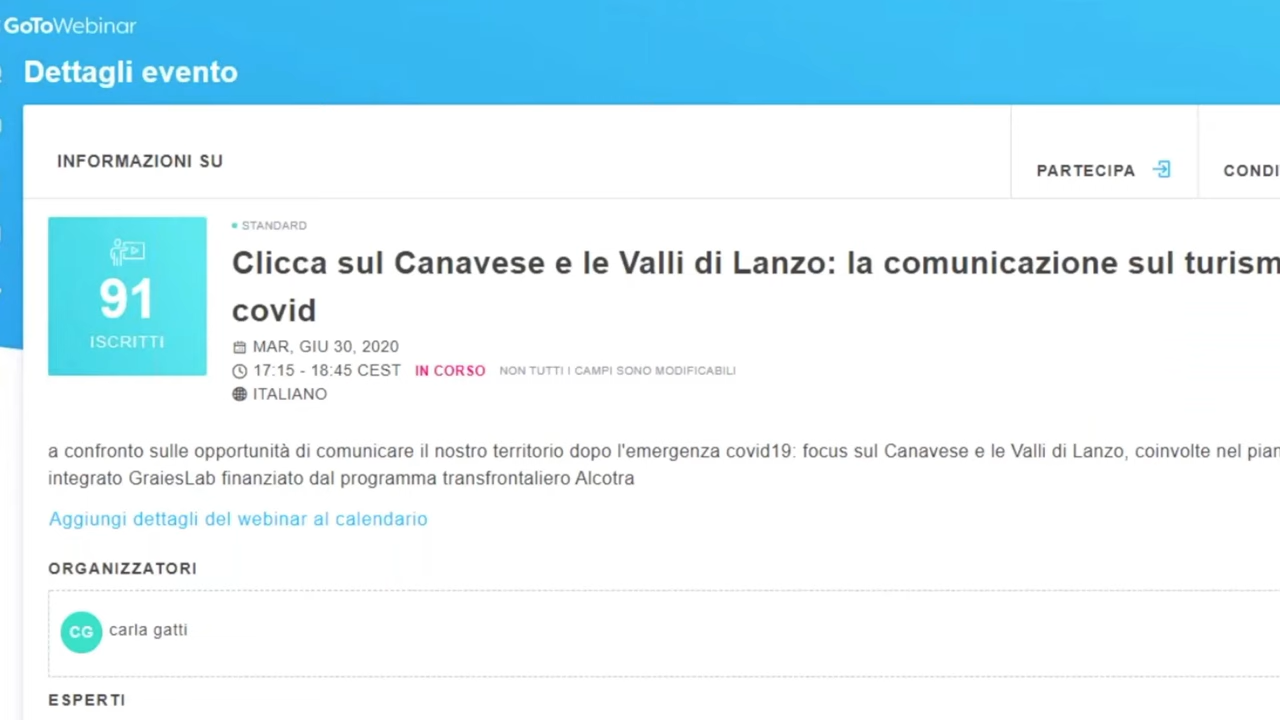 GoToWebinar
Dettagli evento
INFORMAZIONI SU
PARTECIPA
CONDI
91
ISCRITTI
STANDARD
Clicca sul Canavese e le Valli di Lanzo: la comunicazione sul turism
covid
MAR, GIU 30, 2020
17:15 - 18:45 CEST IN CORSO NON TUTTI I CAMPI SONO MODIFICABILI
ITALIANO
a confronto sulle opportunità di comunicare il nostro territorio dopo l'emergenza covid19: focus sul Canavese e le Valli di Lanzo, coinvolte nel pian
integrato GraiesLab finanziato dal programma transfrontaliero Alcotra
Aggiungi dettagli del webinar al calendario
ORGANIZZATORI
CG carla gatti
ESPERTI